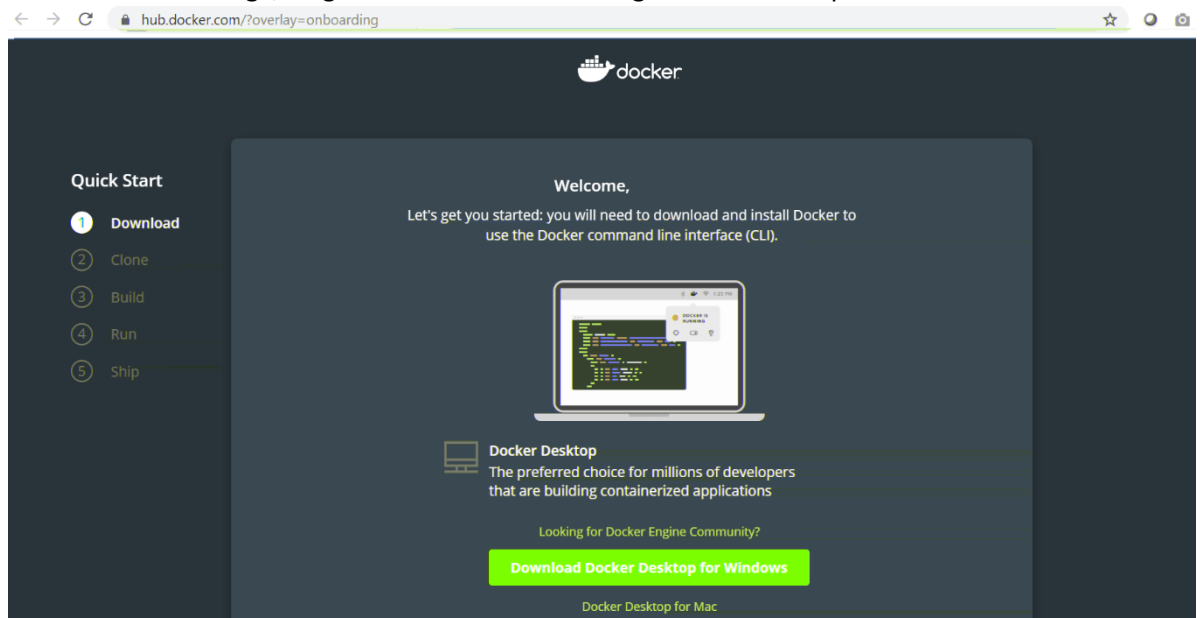 hub.docker.com/?overlay=onboarding
docker
Quick Start
1 Download
2 Clone
3 Build
4 Run
5 Ship
Welcome,
Let's get you started: you will need to download and install Docker to
use the Docker command line interface (CLI).
DOCKER IS
RUNNING
Docker Desktop
The preferred choice for millions of developers
that are building containerized applications
Looking for Docker Engine Community?
Download Docker Desktop for Windows
Docker Desktop for Mac